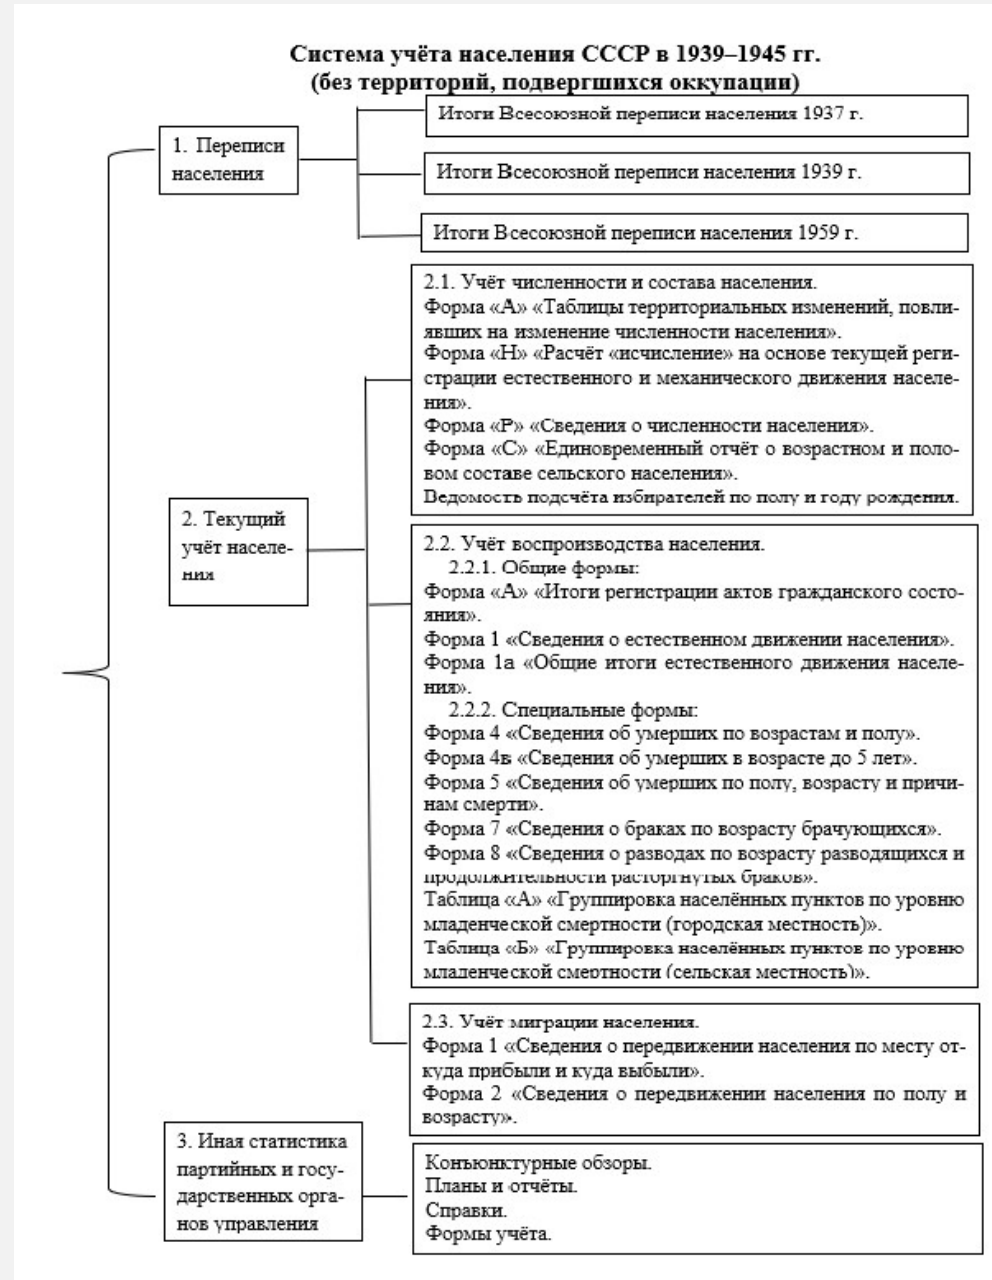 Система учёта населения СССР в 1939–1945 гг.
(без территорий, подвергшихся оккупации)
1. Переписи
населения
Итоги Всесоюзной переписи населения 1937 г.
Итоги Всесоюзной переписи населения 1939 г.
Итоги Всесоюзной переписи населения 1959 г.
2. Текущий
учёт населе-
ния
2.1. Учёт численности и состава населения.
Форма «А» «Таблицы территориальных изменений, повли-
явших на изменение численности населения».
Форма «Н» «Расчёт «исчисление» на основе текущей реги-
страции естественного и механического движения населе-
ния».
Форма «Р» «Сведения о численности населения».
Форма «С» «Единовременный отчёт о возрастном и поло-
вом составе сельского населения».
Ведомость подсчёта избирателей по полу и году рождения.
2.2. Учёт воспроизводства населения.
2.2.1. Общие формы:
Форма «А» «Итоги регистрации актов гражданского состо-
яния».
Форма 1 «Сведения о естественном движении населения».
Форма 1а «Общие итоги естественного движения населе-
ния».
2.2.2. Специальные формы:
Форма 4 «Сведения об умерших по возрастам и полу».
Форма 4в «Сведения об умерших в возрасте до 5 лет».
Форма 5 «Сведения об умерших по полу, возрасту и причи-
нам смерти».
Форма 7 «Сведения о браках по возрасту брачующихся».
Форма 8 «Сведения о разводах по возрасту разводящихся и
продолжительности расторгнутых браков».
Таблица «А» «Группировка населённых пунктов по уровню
младенческой смертности (городская местность)».
Таблица «Б» «Группировка населённых пунктов по уровню
младенческой смертности (сельская местность)».
2.3. Учёт миграции населения.
Форма 1 «Сведения о передвижении населения по месту от-
куда прибыли и куда выбыли».
Форма 2 «Сведения о передвижении населения по полу и
возрасту».
3. Иная статистика
партийных и госу-
дарственных орга-
нов управления
Конъюнктурные обзоры.
Планы и отчёты.
Справки.
Формы учёта.